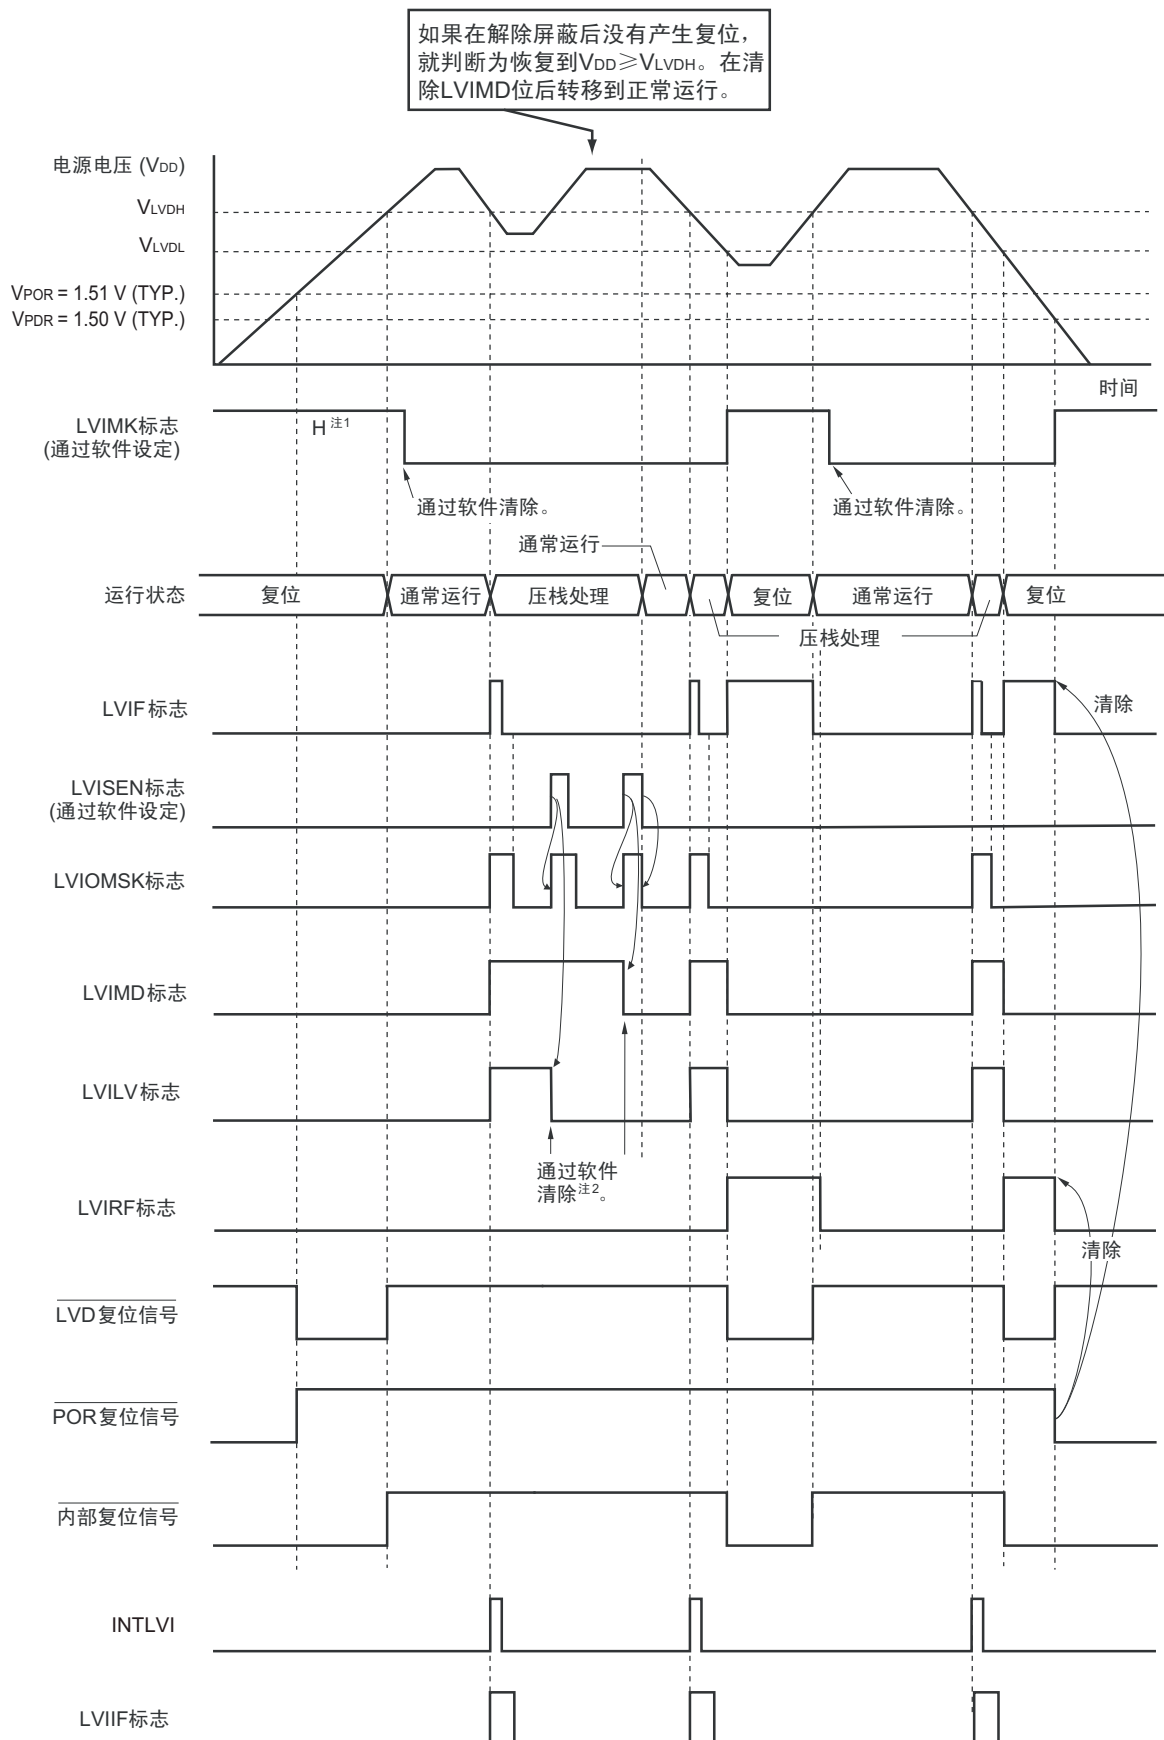 如果在解除屏蔽后没有产生复位，
就判断为恢复到VDD≥VLVDH。在清
除LVIMD位后转移到正常运行。
电源电压 (VDD)
VLVDH
VLVDL
VPOR = 1.51 V (TYP.)
VPDR = 1.50 V (TYP.)
时间
LVIMK标志
(通过软件设定)
H 注1
通过软件清除。
通过软件清除。
通常运行
运行状态
复位
通常运行
压栈处理
复位
通常运行
复位
压栈处理
LVIF标志
清除
LVISEN标志
(通过软件设定)
LVIOMSK标志
LVIMD标志
LVILV标志
通过软件
清除注2。
LVIRF标志
清除
LVD复位信号
POR复位信号
内部复位信号
INTLVI
LVIIF标志